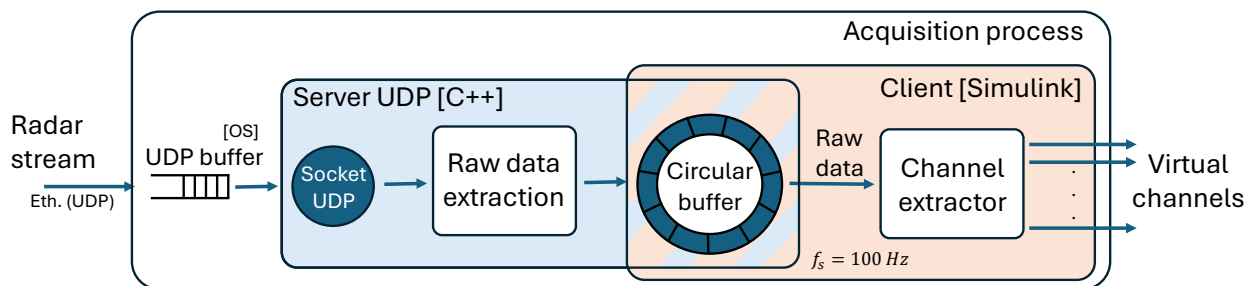 Acquisition process
Server UDP [C++]
Client [Simulink]
Radar
stream
Eth. (UDP)
[OS]
UDP buffer
Socket
UDP
Raw data
extraction
Circular
buffer
Raw
data
f_s = 100 Hz
Channel
extractor
Virtual
channels